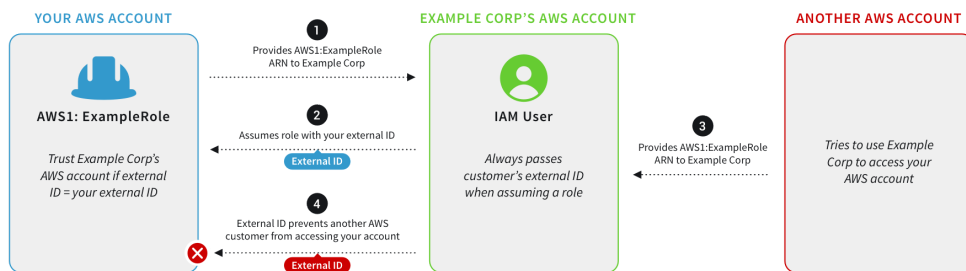 YOUR AWS ACCOUNT
EXAMPLE CORP'S AWS ACCOUNT
ANOTHER AWS ACCOUNT
1
Provides AWS1:ExampleRole
ARN to Example Corp
AWS1: ExampleRole
Trust Example Corp's
AWS account if external
ID = your external ID
2
Assumes role with your external ID
External ID
IAM User
Always passes
customer's external ID
when assuming a role
3
Provides AWS1:ExampleRole
ARN to Example Corp
Tries to use Example
Corp to access your
AWS account
4
External ID prevents another AWS
customer from accessing your account
External ID